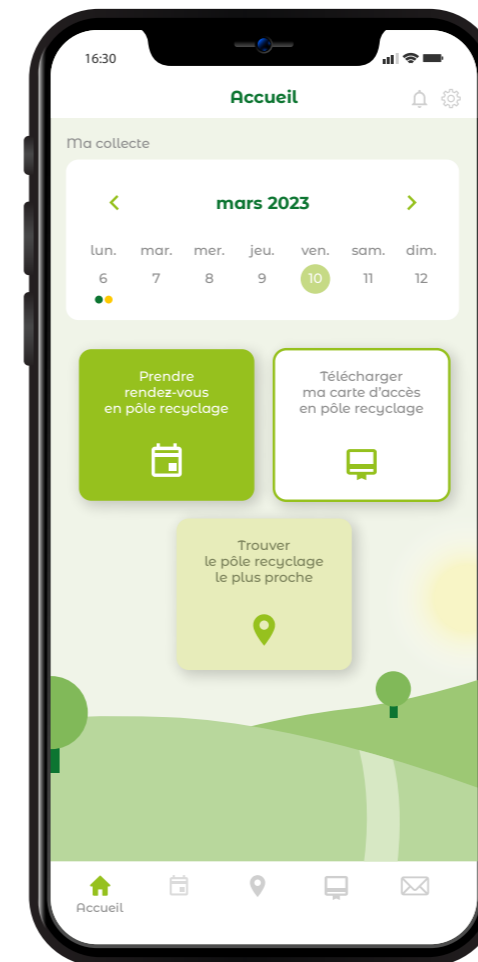 16:30
Accueil
Ma collecte
mars 2023
lun. mar. mer. jeu. ven. sam. dim.
6 7 8 9 10 11 12
Prendre
rendez-vous
en pôle recyclage
Télécharger
ma carte d'accès
en pôle recyclage
Trouver
le pôle recyclage
le plus proche
Accueil